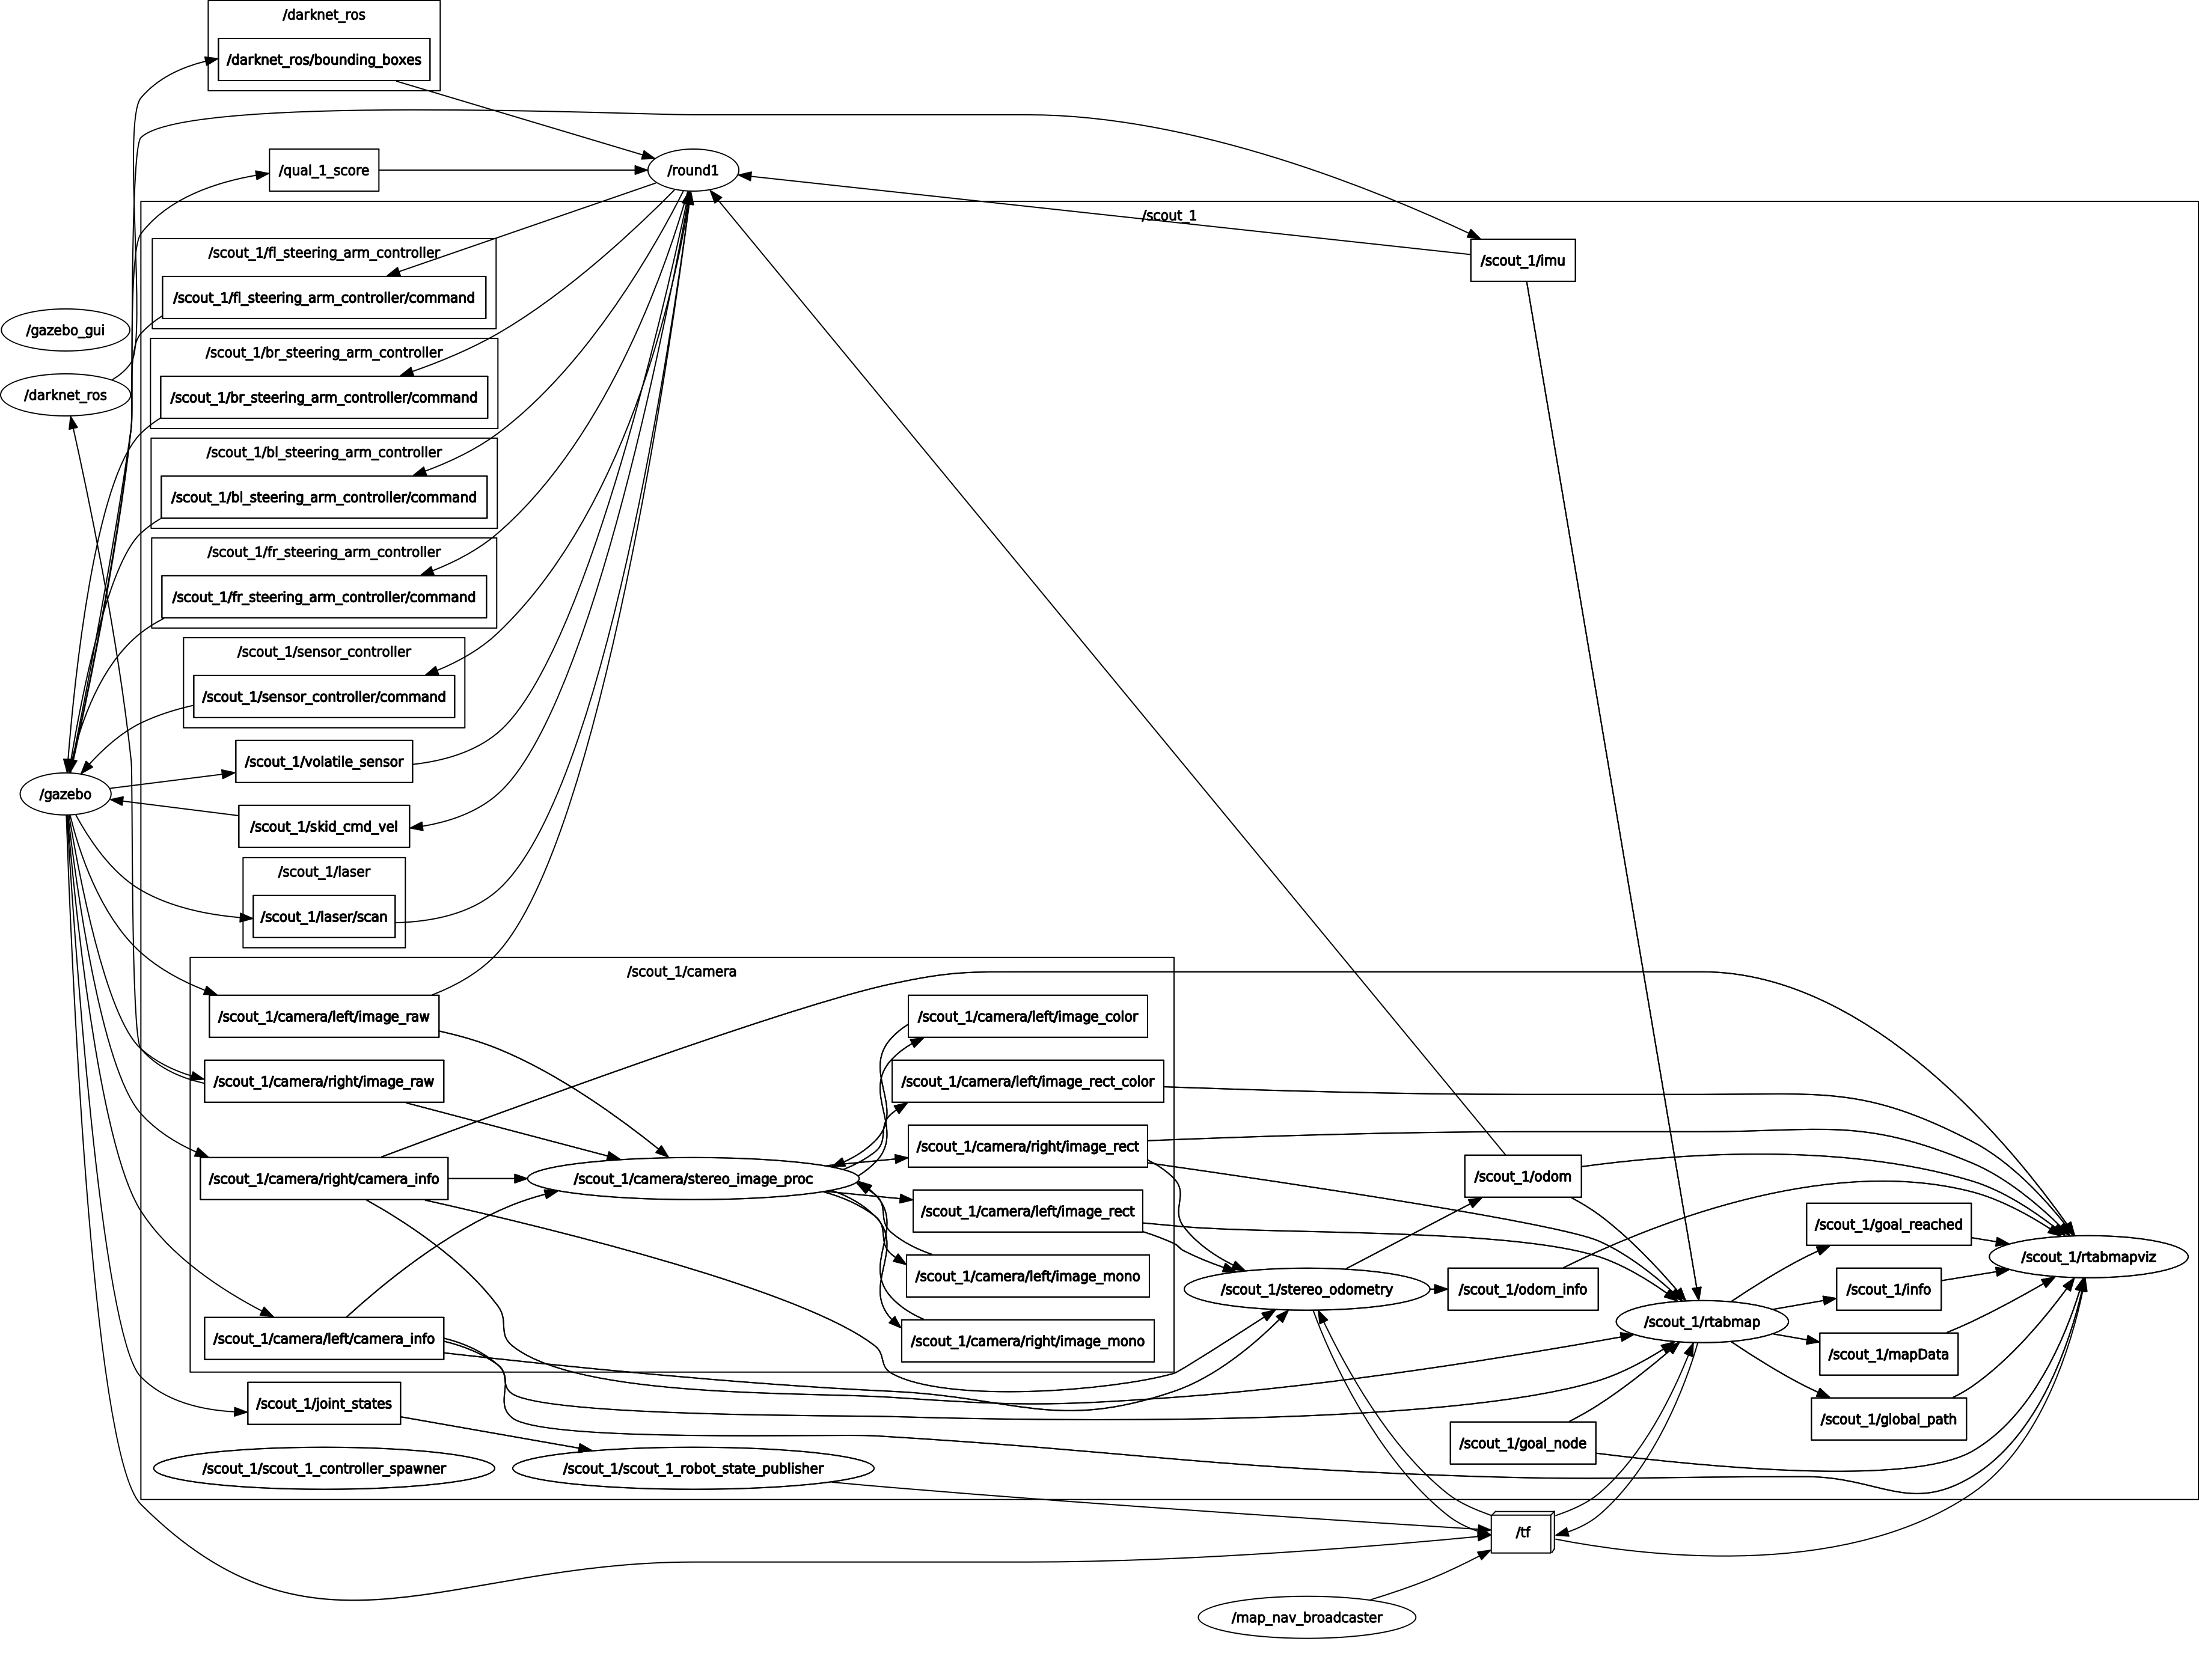 /darknet_ros
/darknet_ros/bounding_boxes
/qual_1_score
/round1
/scout_1
/scout_1/imu
/scout_1/fl_steering_arm_controller
/scout_1/fl_steering_arm_controller/command
/gazebo_gui
/scout_1/br_steering_arm_controller
/darknet_ros
/scout_1/br_steering_arm_controller/command
/scout_1/bl_steering_arm_controller
/scout_1/bl_steering_arm_controller/command
/scout_1/fr_steering_arm_controller
/scout_1/fr_steering_arm_controller/command
/scout_1/sensor_controller
/scout_1/sensor_controller/command
/scout_1/volatile_sensor
/gazebo
/scout_1/skid_cmd_vel
/scout_1/laser
/scout_1/laser/scan
/scout_1/camera
/scout_1/camera/left/image_raw
/scout_1/camera/left/image_color
/scout_1/camera/right/image_raw
/scout_1/camera/left/image_rect_color
/scout_1/camera/right/image_rect
/scout_1/camera/right/camera_info
/scout_1/camera/stereo_image_proc
/scout_1/odom
/scout_1/camera/left/image_rect
/scout_1/goal_reached
/scout_1/rtabmapviz
/scout_1/camera/left/image_mono
/scout_1/stereo_odometry
/scout_1/odom_info
/scout_1/info
/scout_1/rtabmap
/scout_1/camera/left/camera_info
/scout_1/camera/right/image_mono
/scout_1/mapData
/scout_1/joint_states
/scout_1/global_path
/scout_1/goal_node
/scout_1/scout_1_controller_spawner
/scout_1/scout_1_robot_state_publisher
/tf
/map_nav_broadcaster